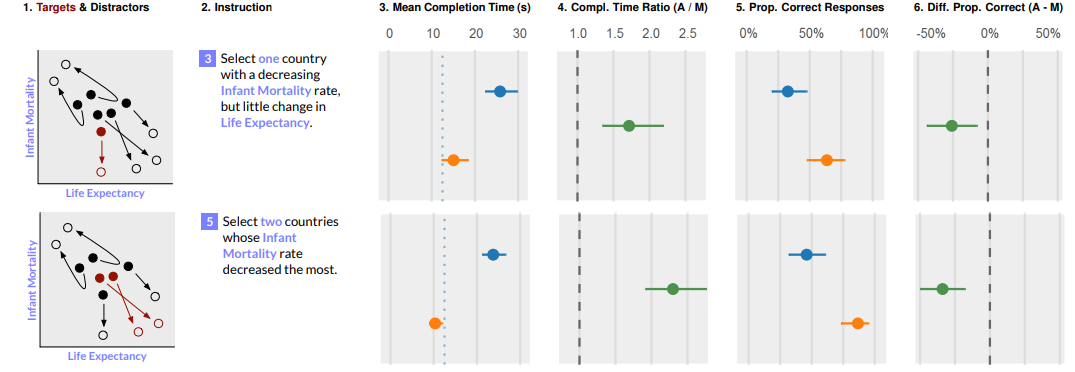 1. Targets & Distractors
2. Instruction
3. Mean Completion Time (s)
4. Compl. Time Ratio (A / M)
5. Prop. Correct Responses
6. Diff. Prop. Correct (A - M)
0 10 20 30
1.0 1.5 2.0 2.5
0% 50% 100%
-50% 0% 50%
Infant Mortality
Life Expectancy
3 Select one country
with a decreasing
Infant Mortality rate,
but little change in
Life Expectancy.
Infant Mortality
Life Expectancy
5 Select two countries
whose Infant
Mortality rate
decreased the most.